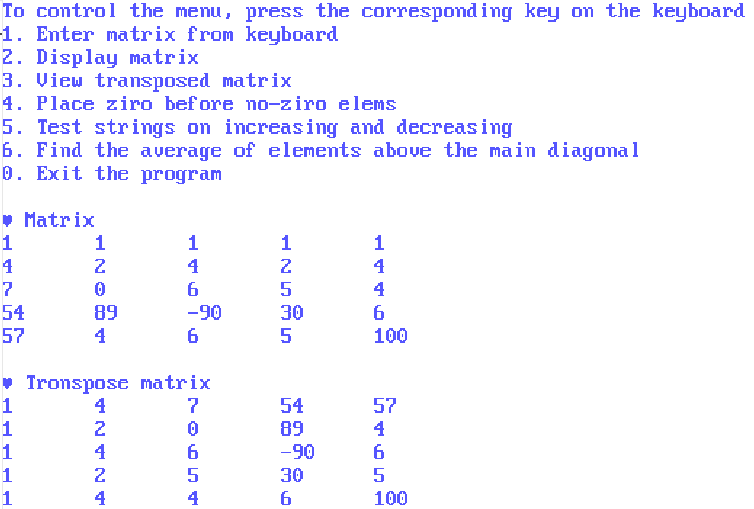 To control the menu, press the corresponding key on the keyboard
1. Enter matrix from keyboard
2. Display matrix
3. View transposed matrix
4. Place ziro before no-ziro elems
5. Test strings on increasing and decreasing
6. Find the average of elements above the main diagonal
0. Exit the program
♥ Matrix
1 1 1 1 1
4 2 4 2 4
7 0 6 5 4
54 89 -90 30 6
57 4 6 5 100
♥ Tronspose matrix
1 4 7 54 57
1 2 0 89 4
1 4 6 -90 6
1 2 5 30 5
1 4 4 6 100